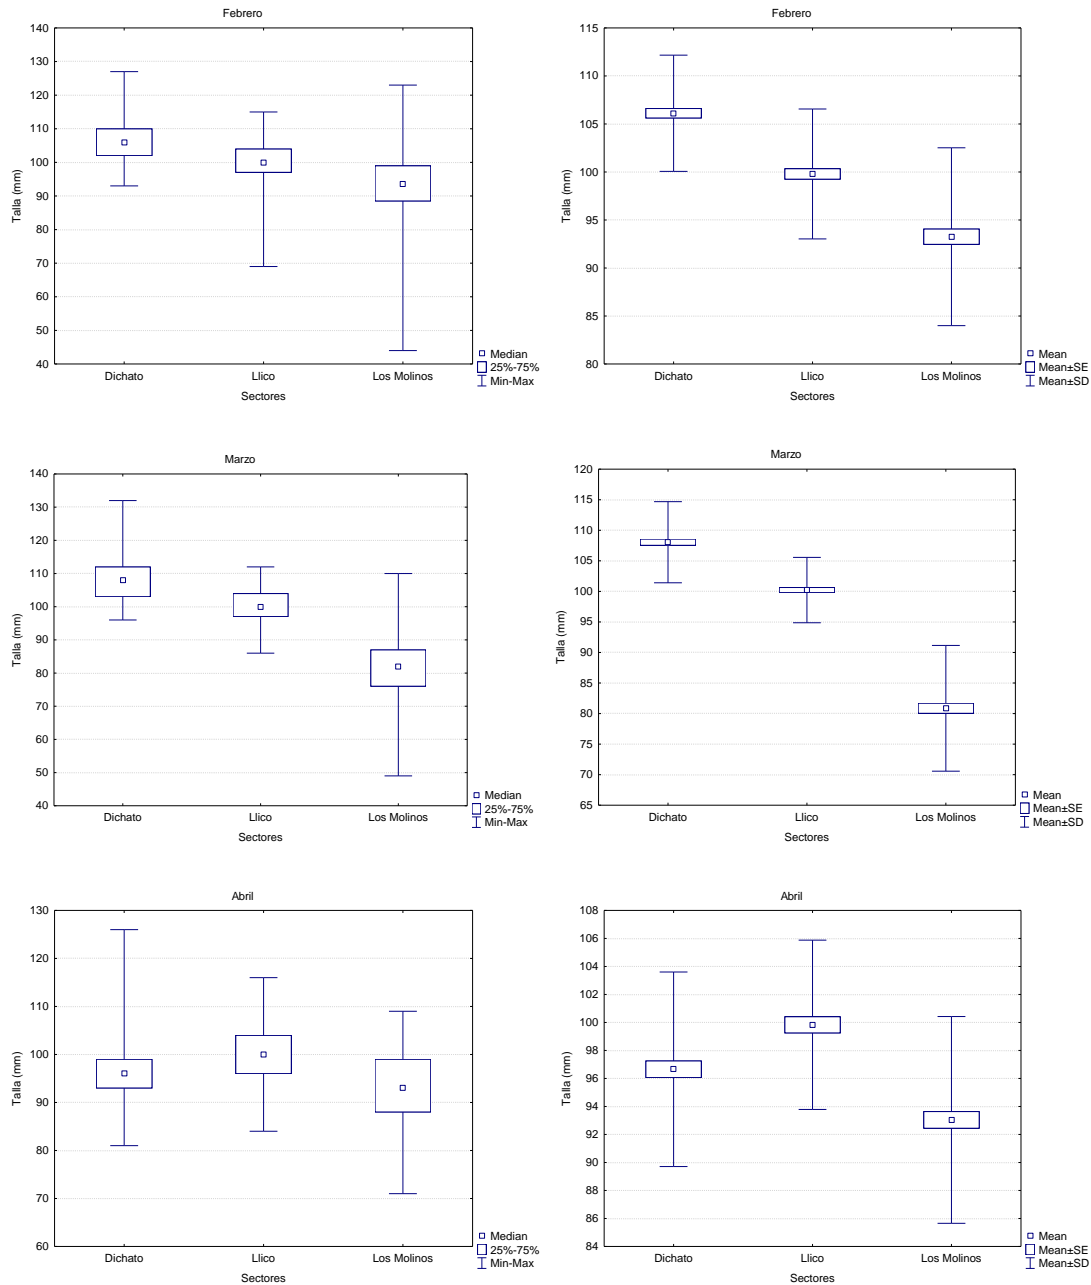 Febrero
140
130
120
110
100
90
80
70
60
50
40
Talla (mm)
Dichato
Llico
Los Molinos
Sectores
Median
25%-75%
Min-Max
Febrero
115
110
105
100
95
90
85
80
Talla (mm)
Dichato
Llico
Los Molinos
Sectores
Mean
Mean±SE
Mean±SD
Marzo
140
130
120
110
100
90
80
70
60
50
40
Talla (mm)
Dichato
Llico
Los Molinos
Sectores
Median
25%-75%
Min-Max
Marzo
120
115
110
105
100
95
90
85
80
75
70
65
Talla (mm)
Dichato
Llico
Los Molinos
Sectores
Mean
Mean±SE
Mean±SD
Abril
130
120
110
100
90
80
70
60
Talla (mm)
Dichato
Llico
Los Molinos
Sectores
Median
25%-75%
Min-Max
Abril
108
106
104
102
100
98
96
94
92
90
88
86
84
Talla (mm)
Dichato
Llico
Los Molinos
Sectores
Mean
Mean±SE
Mean±SD